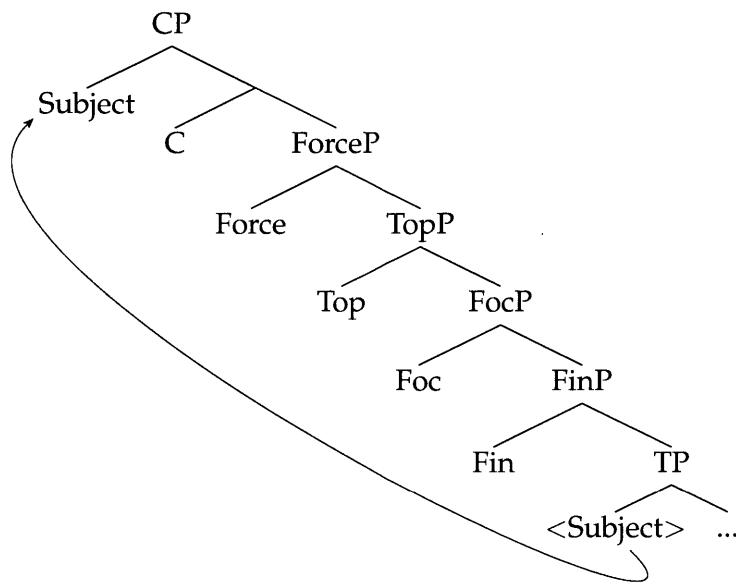 CP
Subject
C ForceP
Force TopP
Top FocP
Foc FinP
Fin TP
<Subject> ...